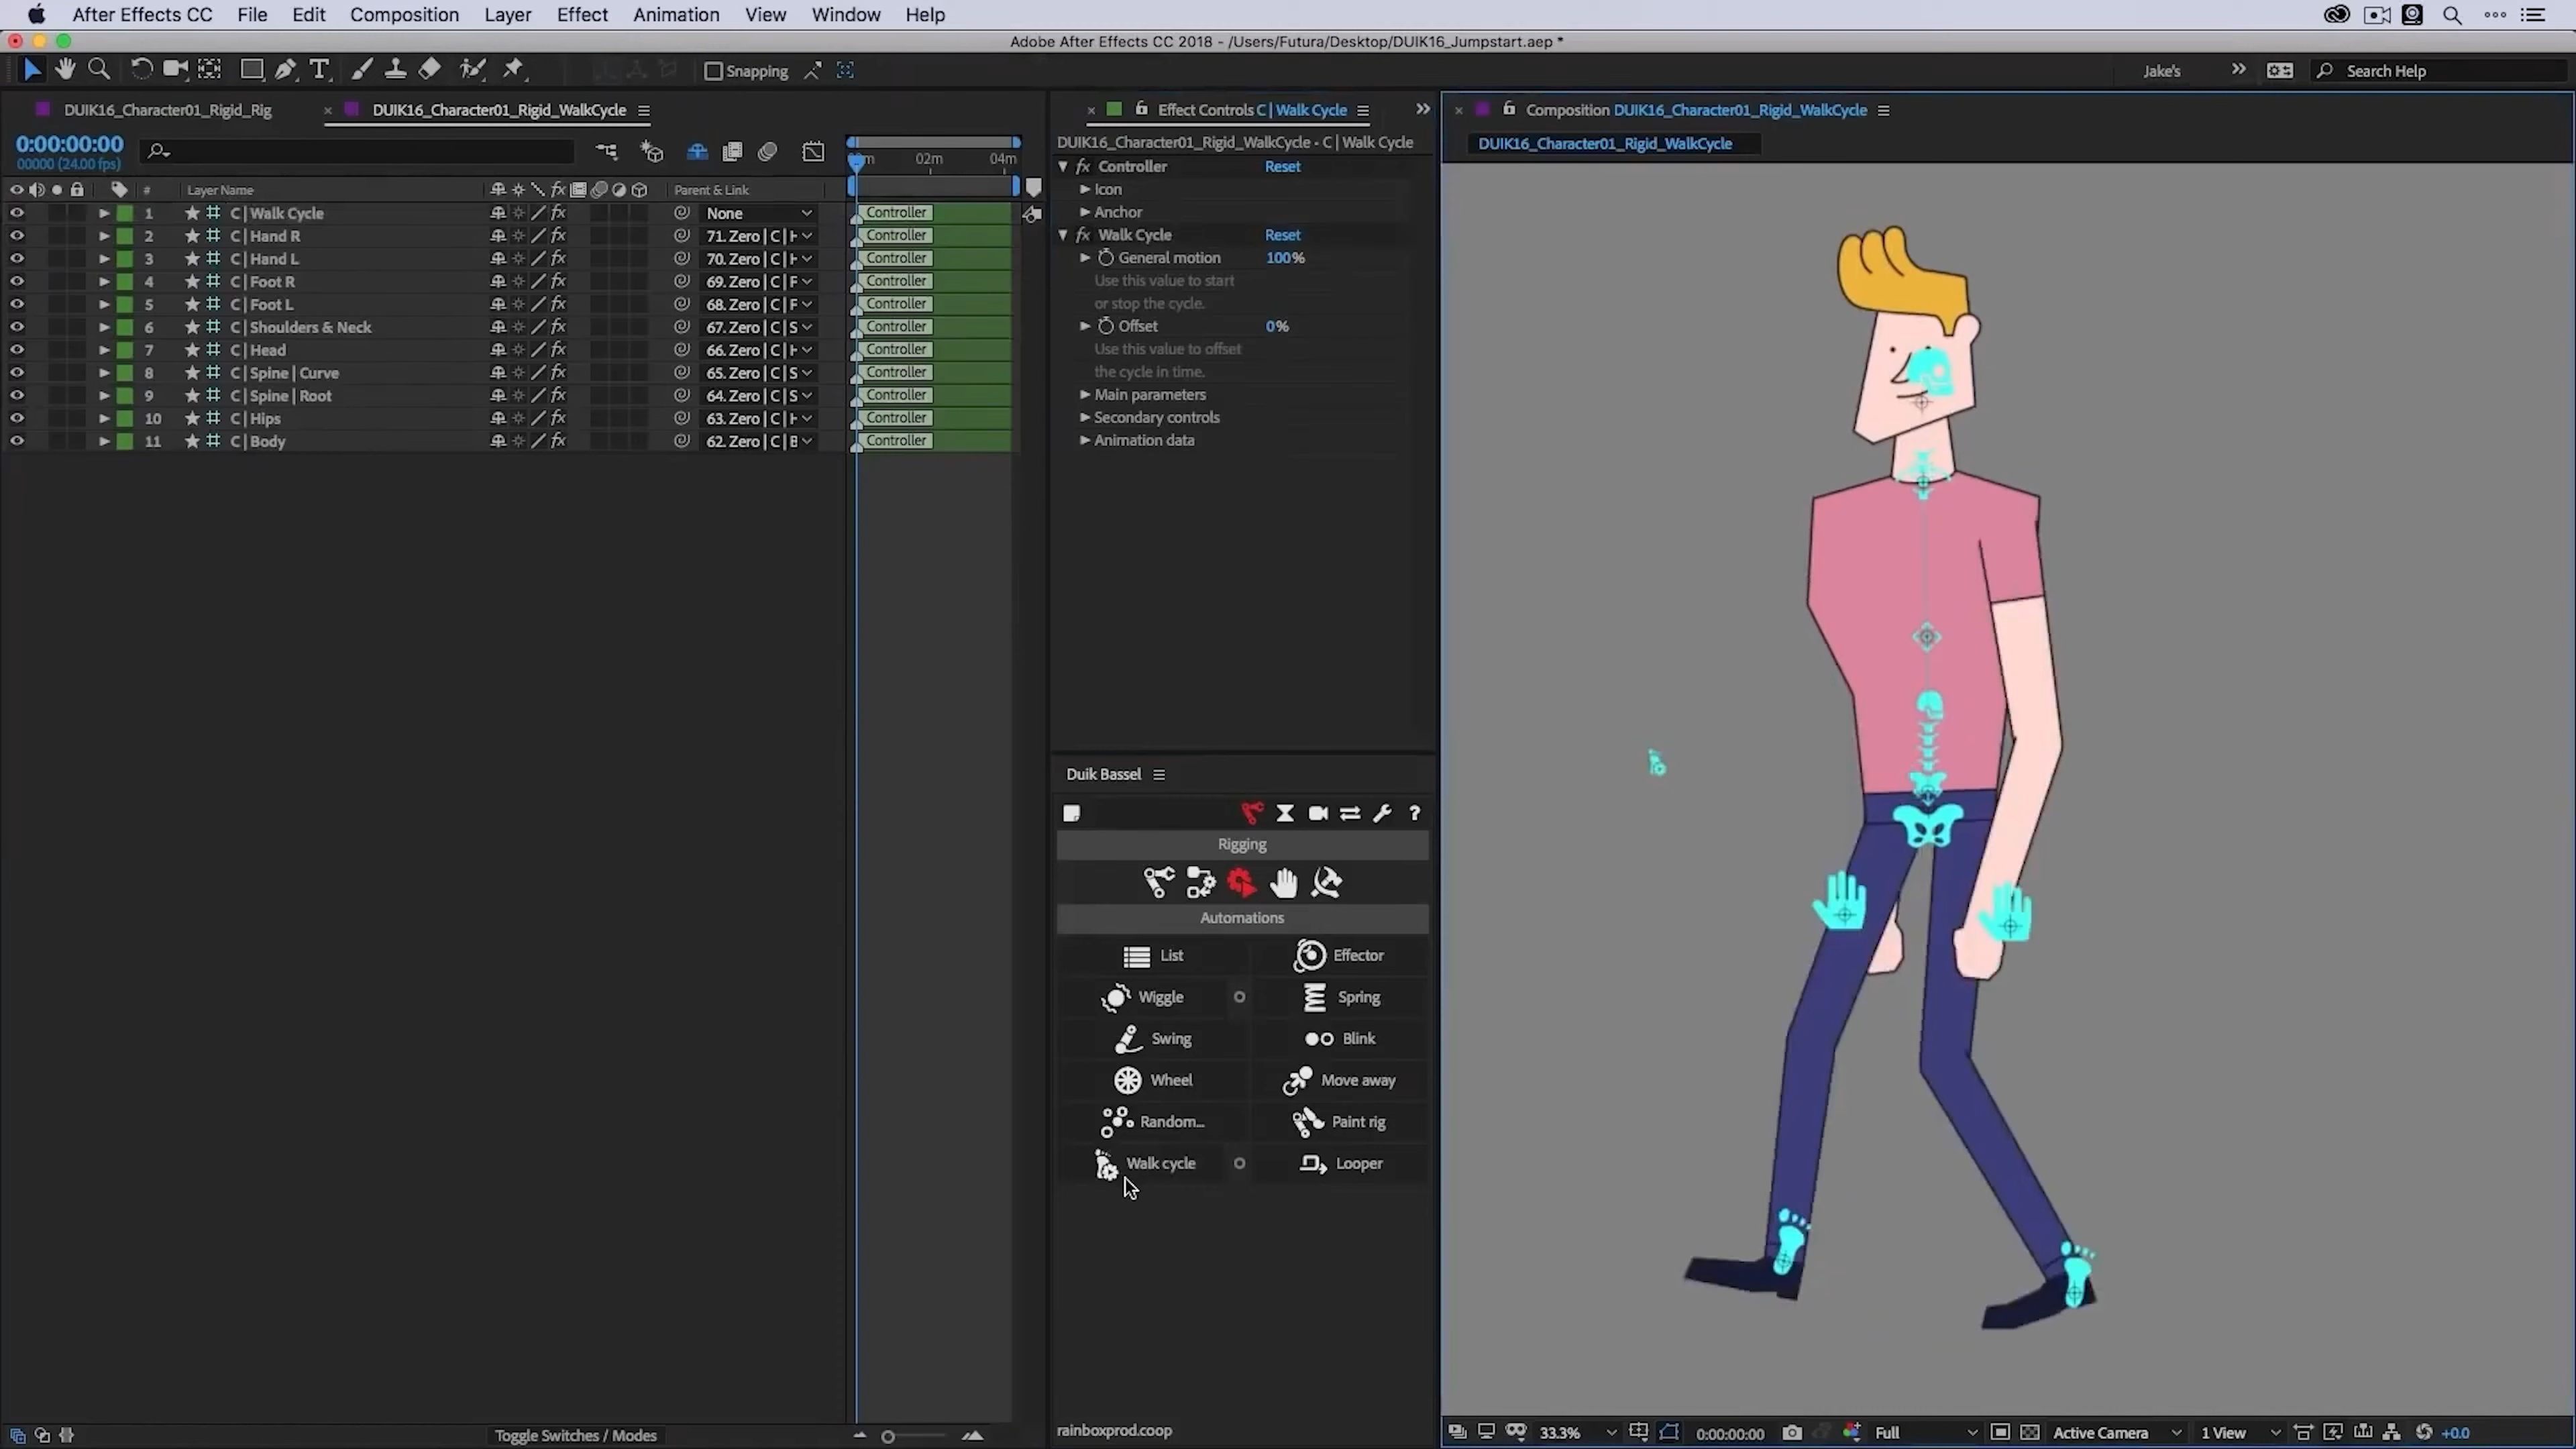 After Effects CC File Edit Composition Layer Effect Animation View Window Help
Adobe After Effects CC 2018 - /Users/Futura/Desktop/DUIK16_Jumpstart.aep *
Snapping
Jake's
Search Help
DUIK16_Character01_Rigid_Rig
DUIK16_Character01_Rigid_WalkCycle
0:00:00:00
00000 (24.00 fps)
02m 04m
# Layer Name Parent & Link
1 C | Walk Cycle None Controller
2 C | Hand R 71. Zero | C | H Controller
3 C | Hand L 70. Zero | C | H Controller
4 C | Foot R 69. Zero | C | F Controller
5 C | Foot L 68. Zero | C | F Controller
6 C | Shoulders & Neck 67. Zero | C | S Controller
7 C | Head 66. Zero | C | H Controller
8 C | Spine | Curve 65. Zero | C | S Controller
9 C | Spine | Root 64. Zero | C | S Controller
10 C | Hips 63. Zero | C | H Controller
11 C | Body 62. Zero | C | B Controller
Toggle Switches / Modes
Effect Controls C | Walk Cycle
DUIK16_Character01_Rigid_WalkCycle • C | Walk Cycle
fx Controller Reset
Icon
Anchor
fx Walk Cycle Reset
General motion 100%
Use this value to start
or stop the cycle.
Offset 0%
Use this value to offset
the cycle in time.
Main parameters
Secondary controls
Animation data
Duik Bassel
?
Rigging
Automations
List Effector
Wiggle Spring
Swing Blink
Wheel Move away
Random... Paint rig
Walk cycle Looper
rainboxprod.coop
Composition DUIK16_Character01_Rigid_WalkCycle
DUIK16_Character01_Rigid_WalkCycle
33.3% 0:00:00:00 Full Active Camera 1 View +0.0